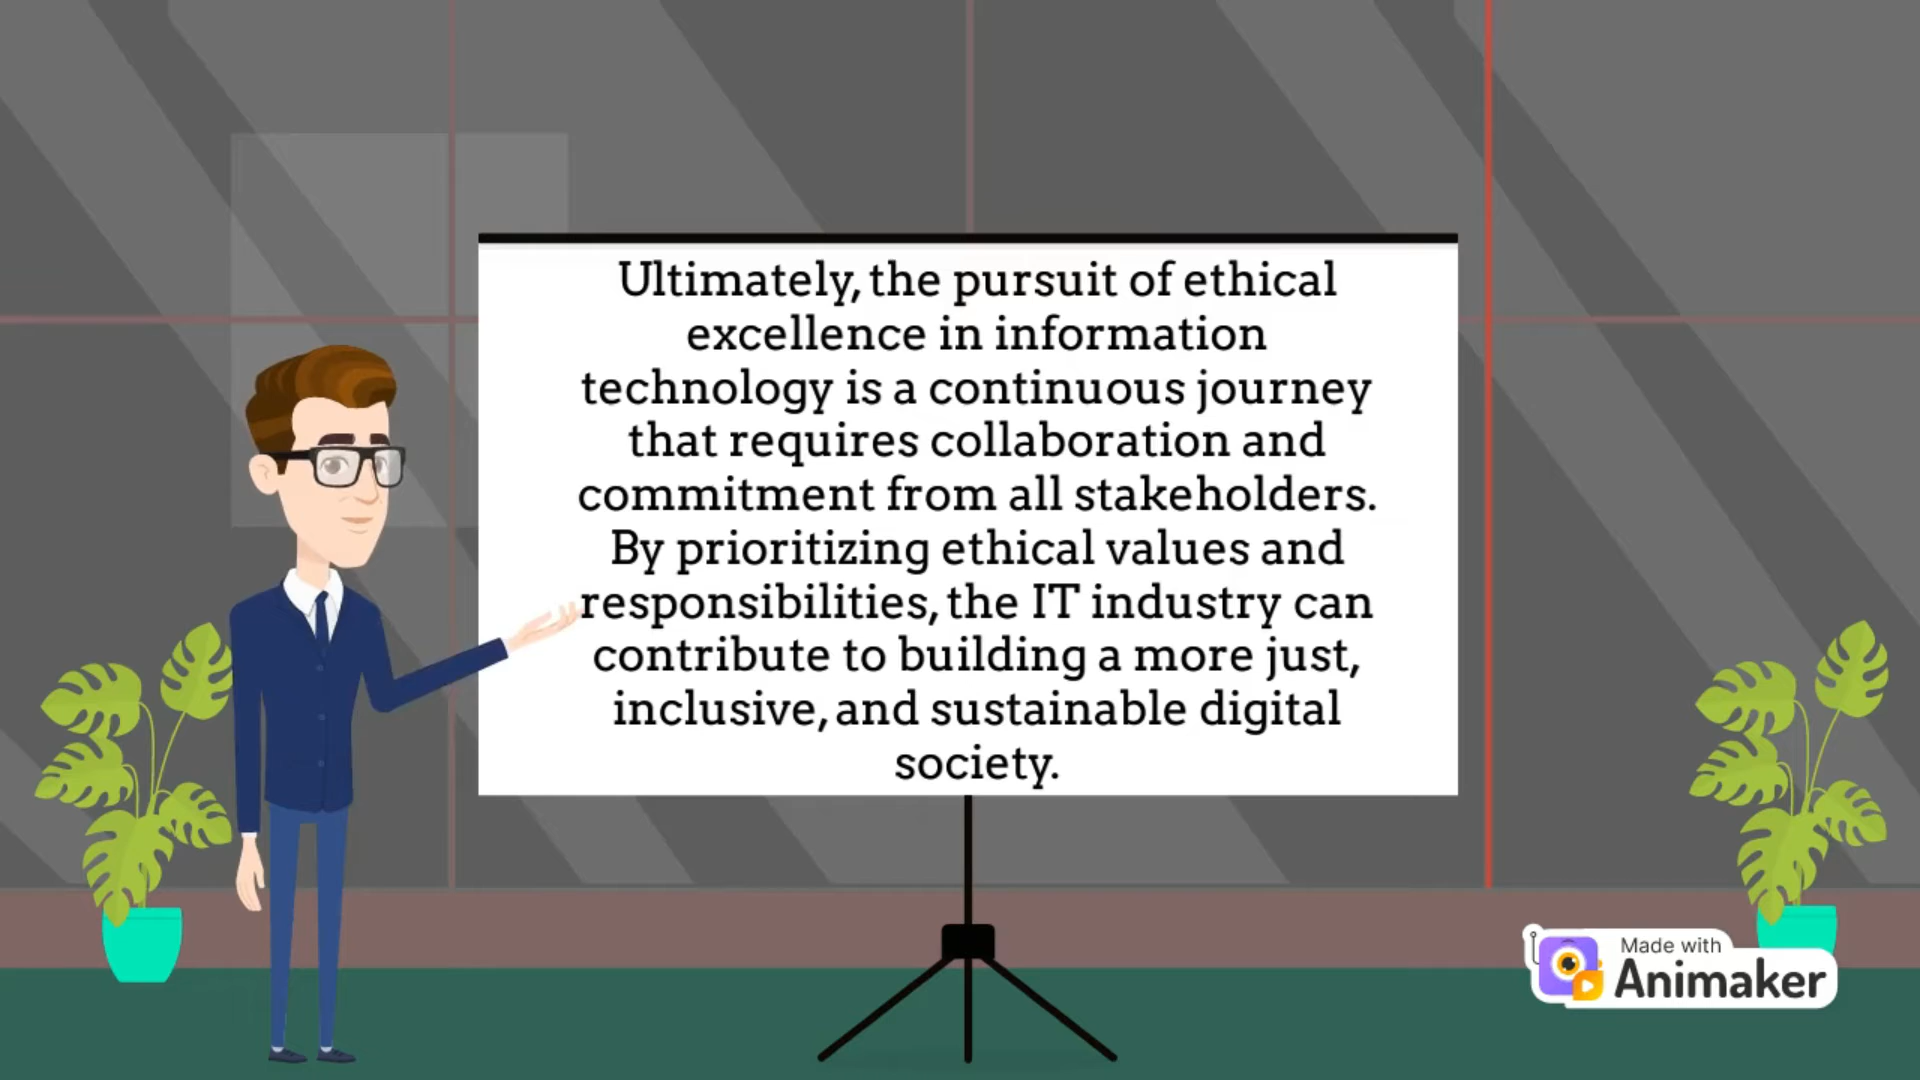 Ultimately, the pursuit of ethical
excellence in information
technology is a continuous journey
that requires collaboration and
commitment from all stakeholders.
By prioritizing ethical values and
responsibilities, the IT industry can
contribute to building a more just,
inclusive, and sustainable digital
society.
Made with
Animaker